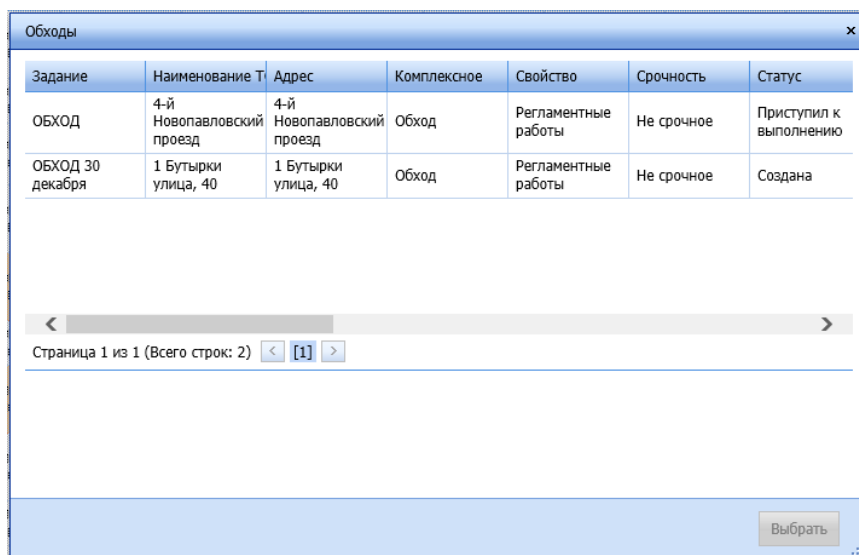 Обходы x
Задание Наименование Т Адрес Комплексное Свойство Срочность Статус
ОБХОД
4-й
Новопавловский
проезд
4-й
Новопавловский
проезд
Обход
Регламентные
работы
Не срочное
Приступил к
выполнению
ОБХОД 30
декабря
1 Бутырки
улица, 40
1 Бутырки
улица, 40
Обход
Регламентные
работы
Не срочное
Создана
Страница 1 из 1 (Всего строк: 2) < [1] >
Выбрать